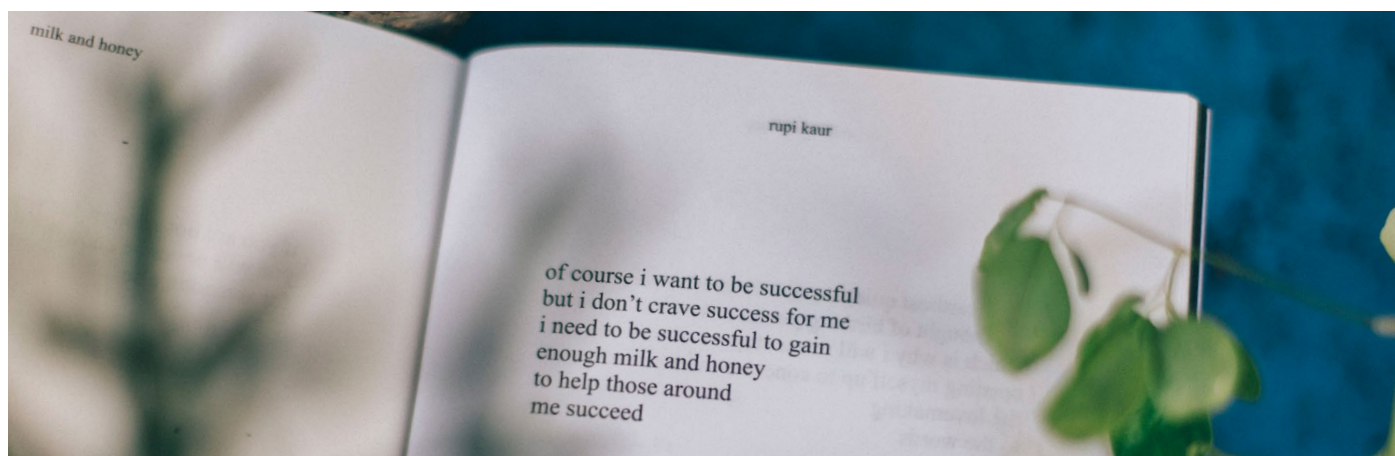 milk and honey
rupi kaur
of course i want to be successful
but i don't crave success for me
i need to be successful to gain
enough milk and honey
to help those around
me succeed